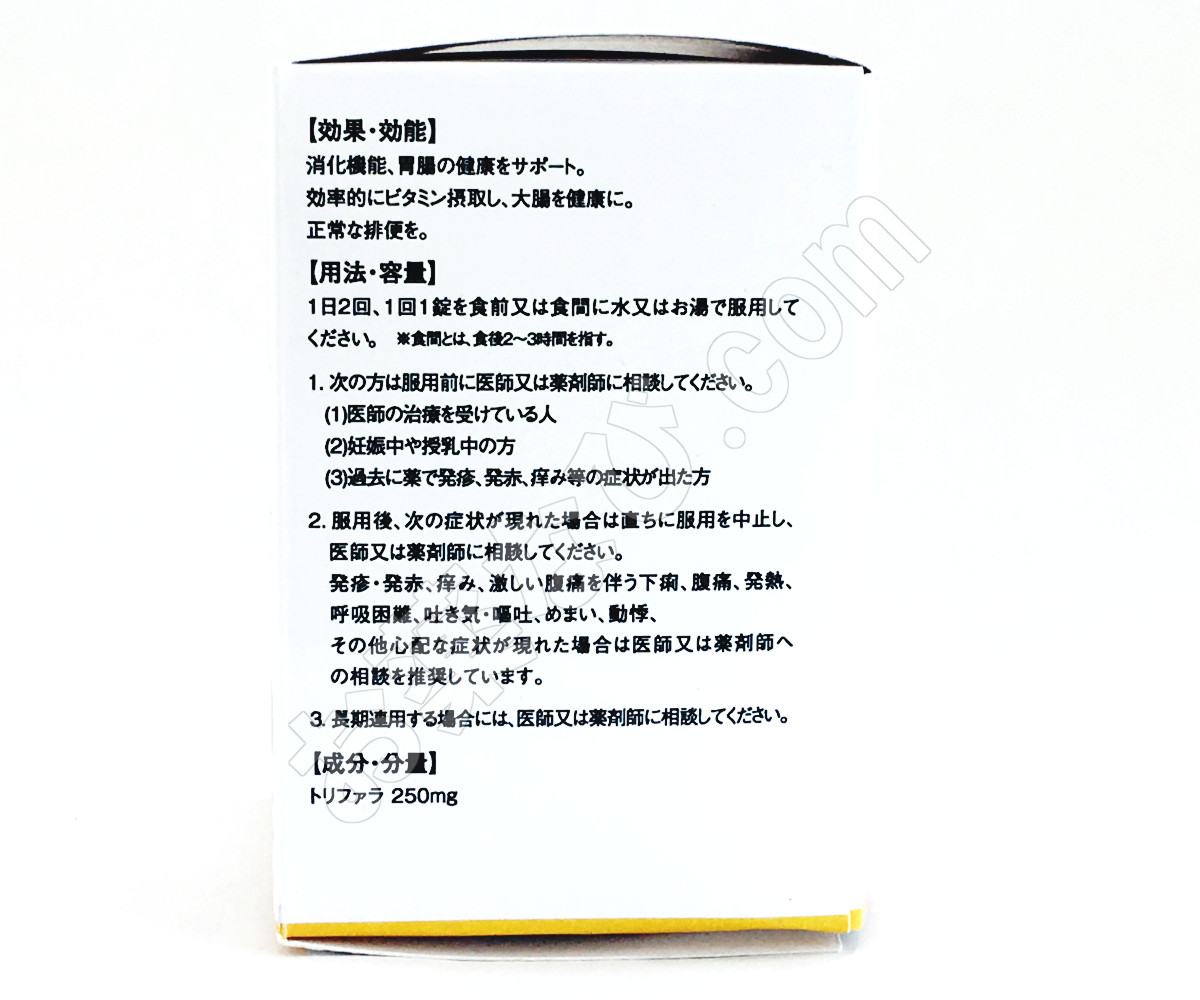 【効果・効能】
消化機能、胃腸の健康をサポート。
効率的にビタミン摂取し、大腸を健康に。
正常な排便を。
【用法・容量】
1日2回、1回1錠を食前又は食間に水又はお湯で服用して
ください。 ※食間とは、食後2〜3時間を指す。
1. 次の方は服用前に医師又は薬剤師に相談してください。
(1)医師の治療を受けている人
(2)妊娠中や授乳中の方
(3)過去に薬で発疹、発赤、痒み等の症状が出た方
2. 服用後、次の症状が現れた場合は直ちに服用を中止し、
医師又は薬剤師に相談してください。
発疹・発赤、痒み、激しい腹痛を伴う下痢、腹痛、発熱、
呼吸困難、吐き気・嘔吐、めまい、動悸、
その他心配な症状が現れた場合は医師又は薬剤師へ
の相談を推奨しています。
3. 長期連用する場合には、医師又は薬剤師に相談してください。
【成分・分量】
トリファラ 250mg
お薬なび.com